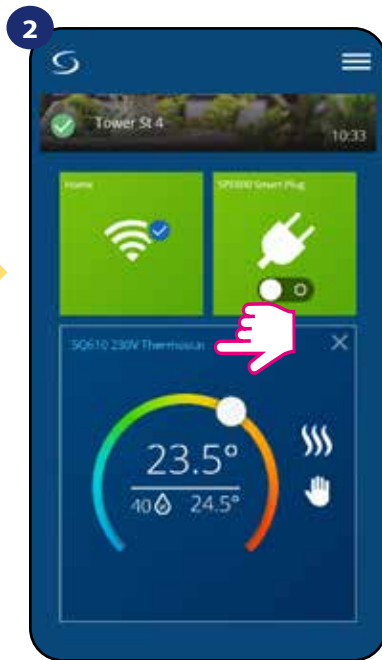 2
Tower St 4
10:33
Home
SPE600 Smart Plug
SQ610 230V Thermostat
23.5°
40 24.5°